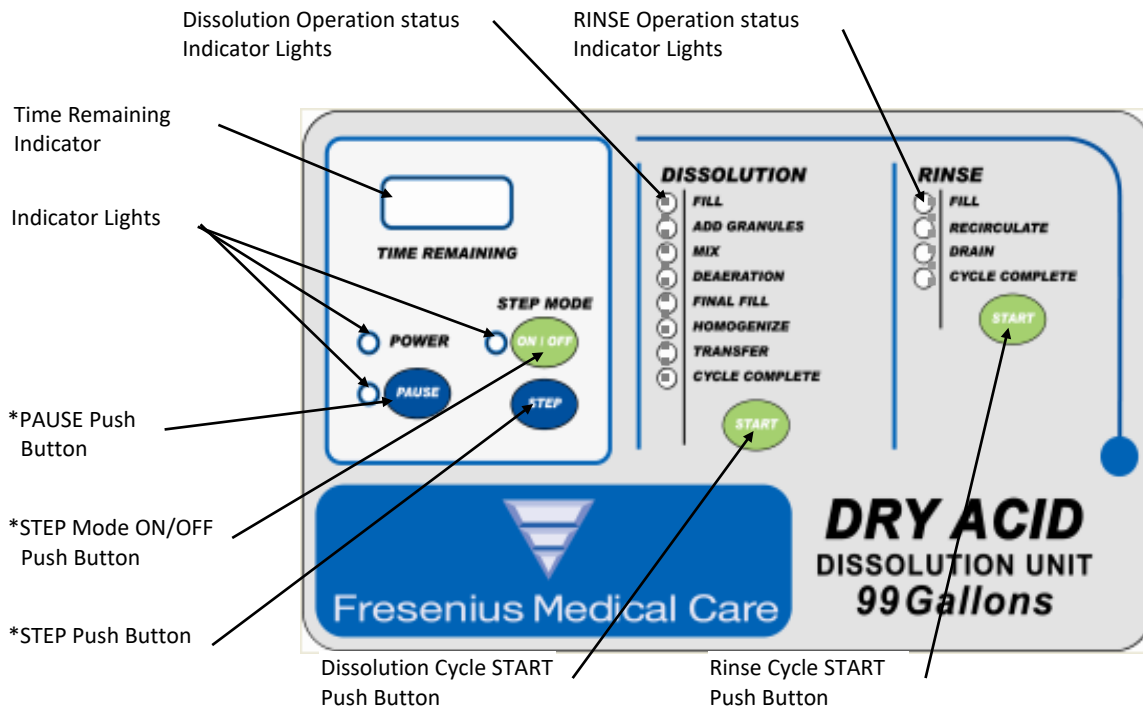 Dissolution Operation status
Indicator Lights
RINSE Operation status
Indicator Lights
Time Remaining
Indicator
Indicator Lights
*PAUSE Push
Button
*STEP Mode ON/OFF
Push Button
*STEP Push Button
TIME REMAINING
STEP MODE
POWER
ON | OFF
PAUSE
STEP
DISSOLUTION
FILL
ADD GRANULES
MIX
DEAERATION
FINAL FILL
HOMOGENIZE
TRANSFER
CYCLE COMPLETE
START
RINSE
FILL
RECIRCULATE
DRAIN
CYCLE COMPLETE
START
Fresenius Medical Care
DRY ACID
DISSOLUTION UNIT
99 Gallons
Dissolution Cycle START
Push Button
Rinse Cycle START
Push Button